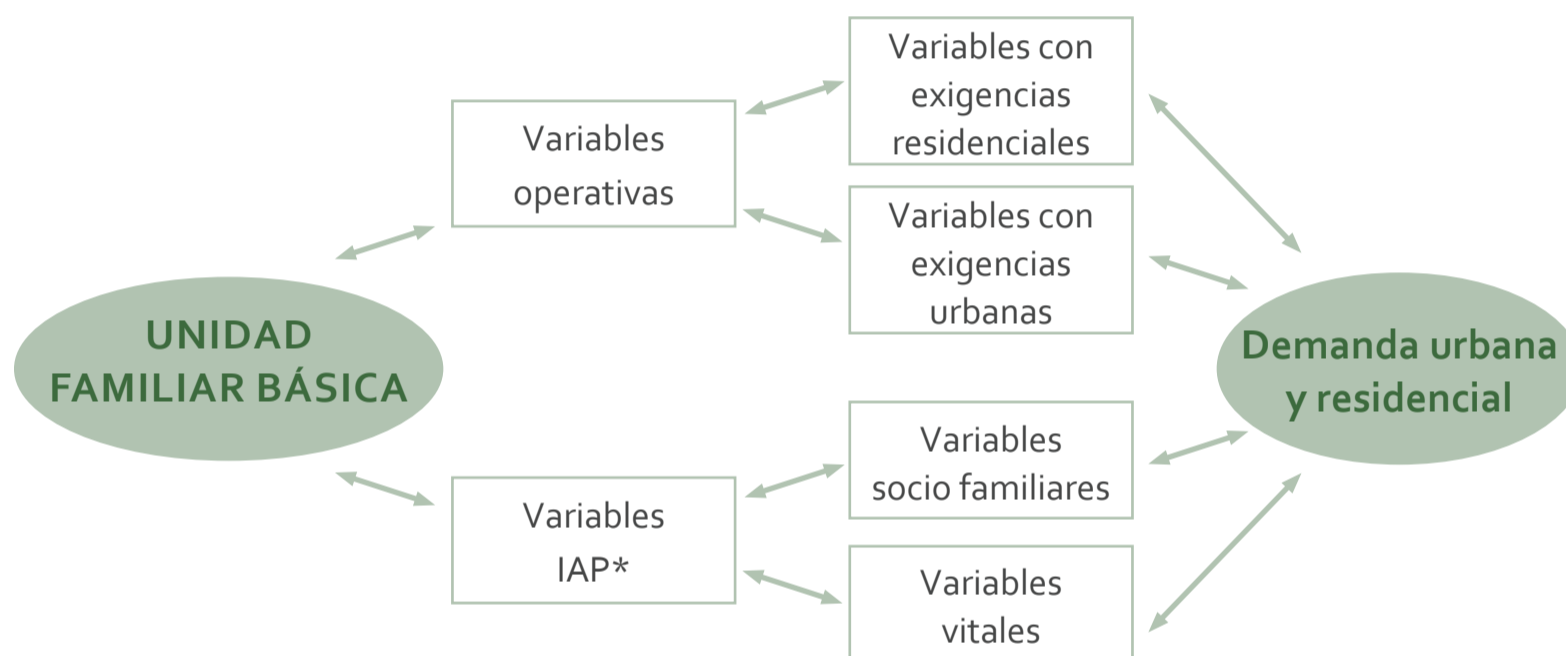 UNIDAD
FAMILIAR BÁSICA
Variables
operativas
Variables
IAP*
Variables con
exigencias
residenciales
Variables con
exigencias
urbanas
Variables
socio familiares
Variables
vitales
Demanda urbana
y residencial